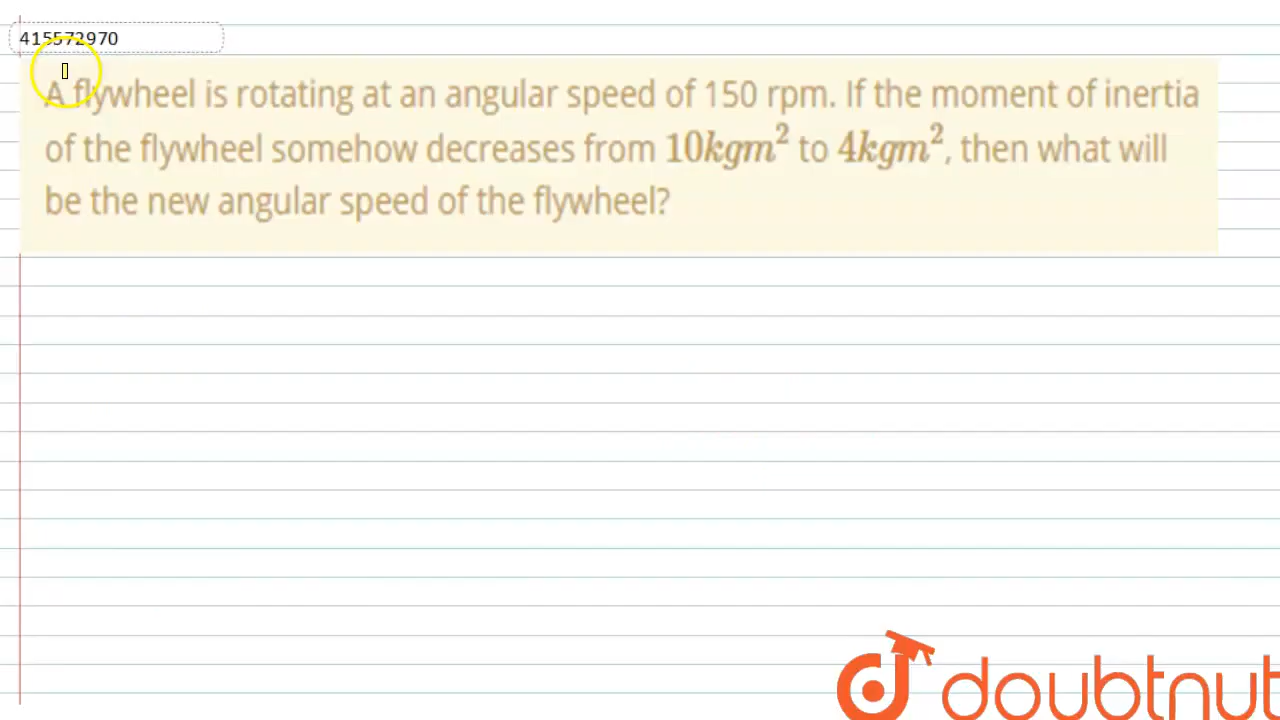 415572970
A flywheel is rotating at an angular speed of 150 rpm. If the moment of inertia
of the flywheel somehow decreases from 10kgm² to 4kgm², then what will
be the new angular speed of the flywheel?
doubtnut